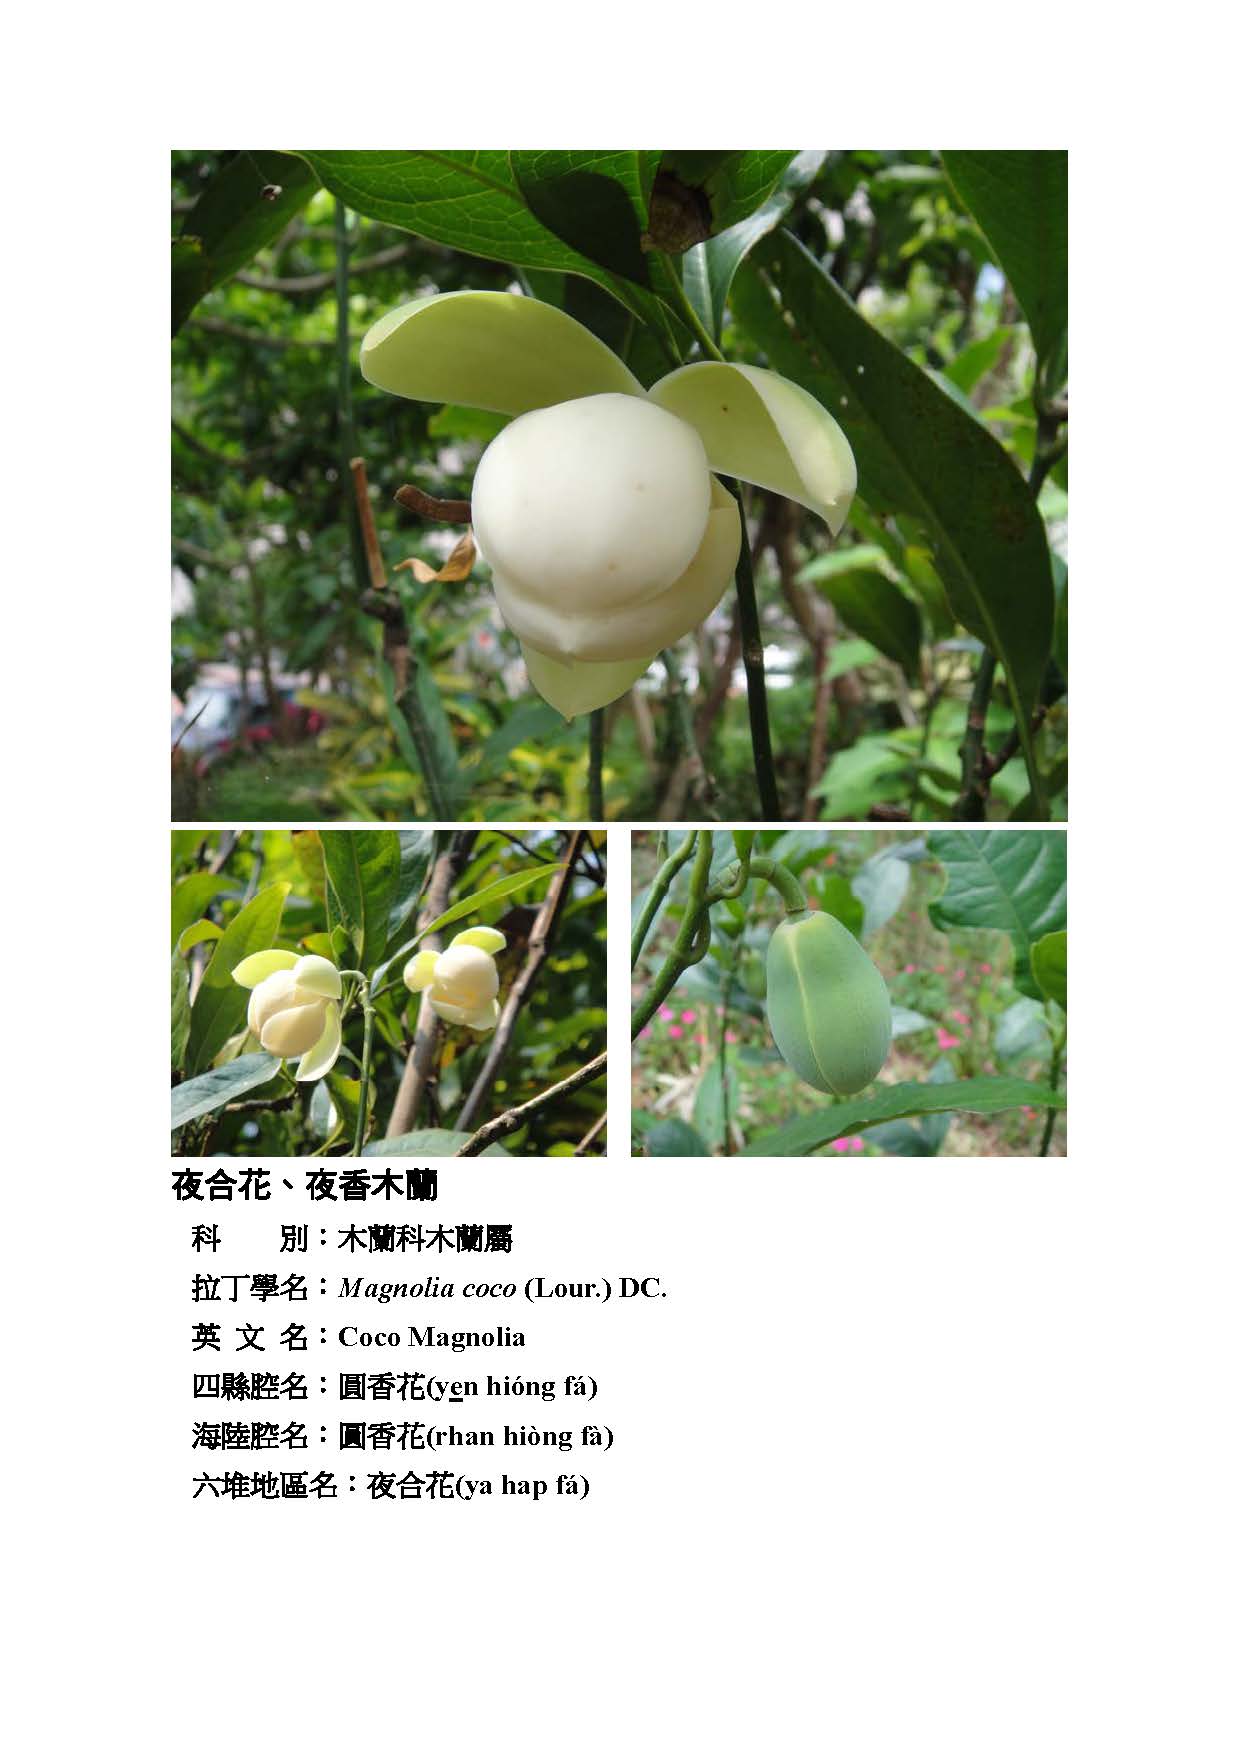 夜合花、夜香木蘭
科　　別：木蘭科木蘭屬
拉丁學名：Magnolia coco (Lour.) DC.
英 文 名：Coco Magnolia
四縣腔名：圓香花(yen hióng fá)
海陸腔名：圓香花(rhan hiòng fà)
六堆地區名：夜合花(ya hap fá)